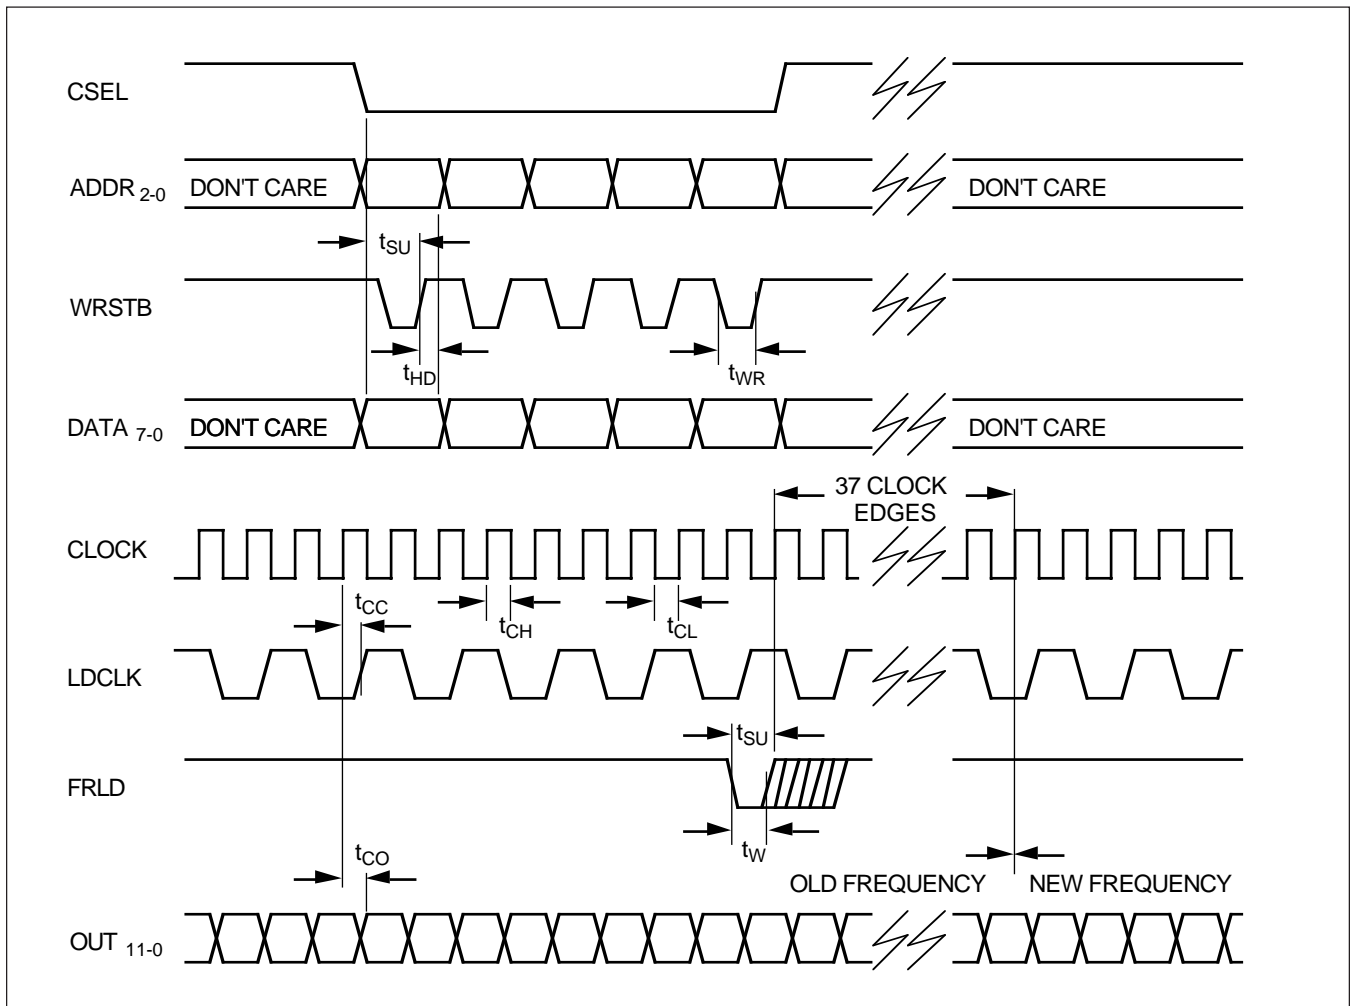 CSEL
ADDR 2-0 DON'T CARE DON'T CARE
tSU
WRSTB
tHD tWR
DATA 7-0 DON'T CARE DON'T CARE
37 CLOCK
EDGES
CLOCK
tCC tCH tCL
LDCLK
tSU
FRLD
tCO tW
OLD FREQUENCY NEW FREQUENCY
OUT 11-0